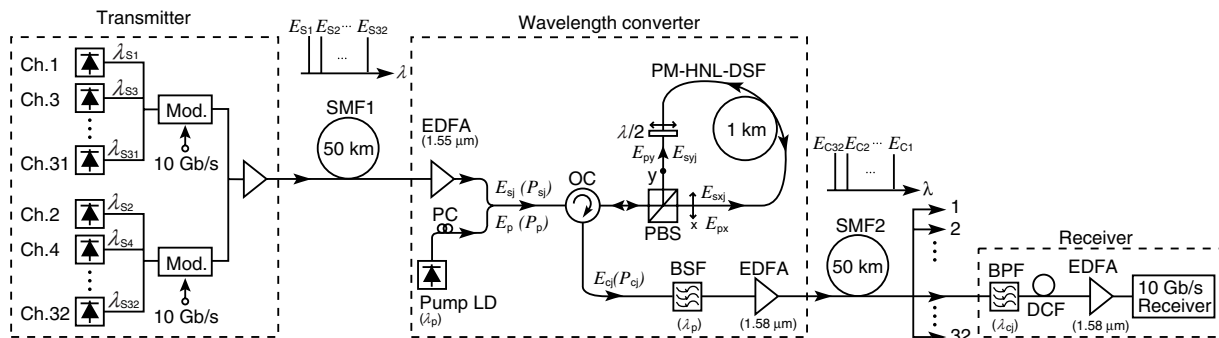 Transmitter
Ch.1
λS1
Ch.3
λS3
Ch.31
λS31
Mod.
10 Gb/s
Ch.2
λS2
Ch.4
λS4
Ch.32
λS32
Mod.
10 Gb/s
ES1 ES2 ··· ES32
...
λ
SMF1
50 km
Wavelength converter
EDFA
(1.55 μm)
PC
Pump LD
(λp)
Esj (Psj)
Ep (Pp)
OC
PM-HNL-DSF
1 km
λ/2
Epy
Esyj
y
PBS
x
Esxj
Epx
Ecj(Pcj)
BSF
(λp)
EDFA
(1.58 μm)
EC32 EC2 ··· EC1
...
λ
SMF2
50 km
1
2
32
Receiver
BPF
(λcj)
DCF
EDFA
(1.58 μm)
10 Gb/s
Receiver